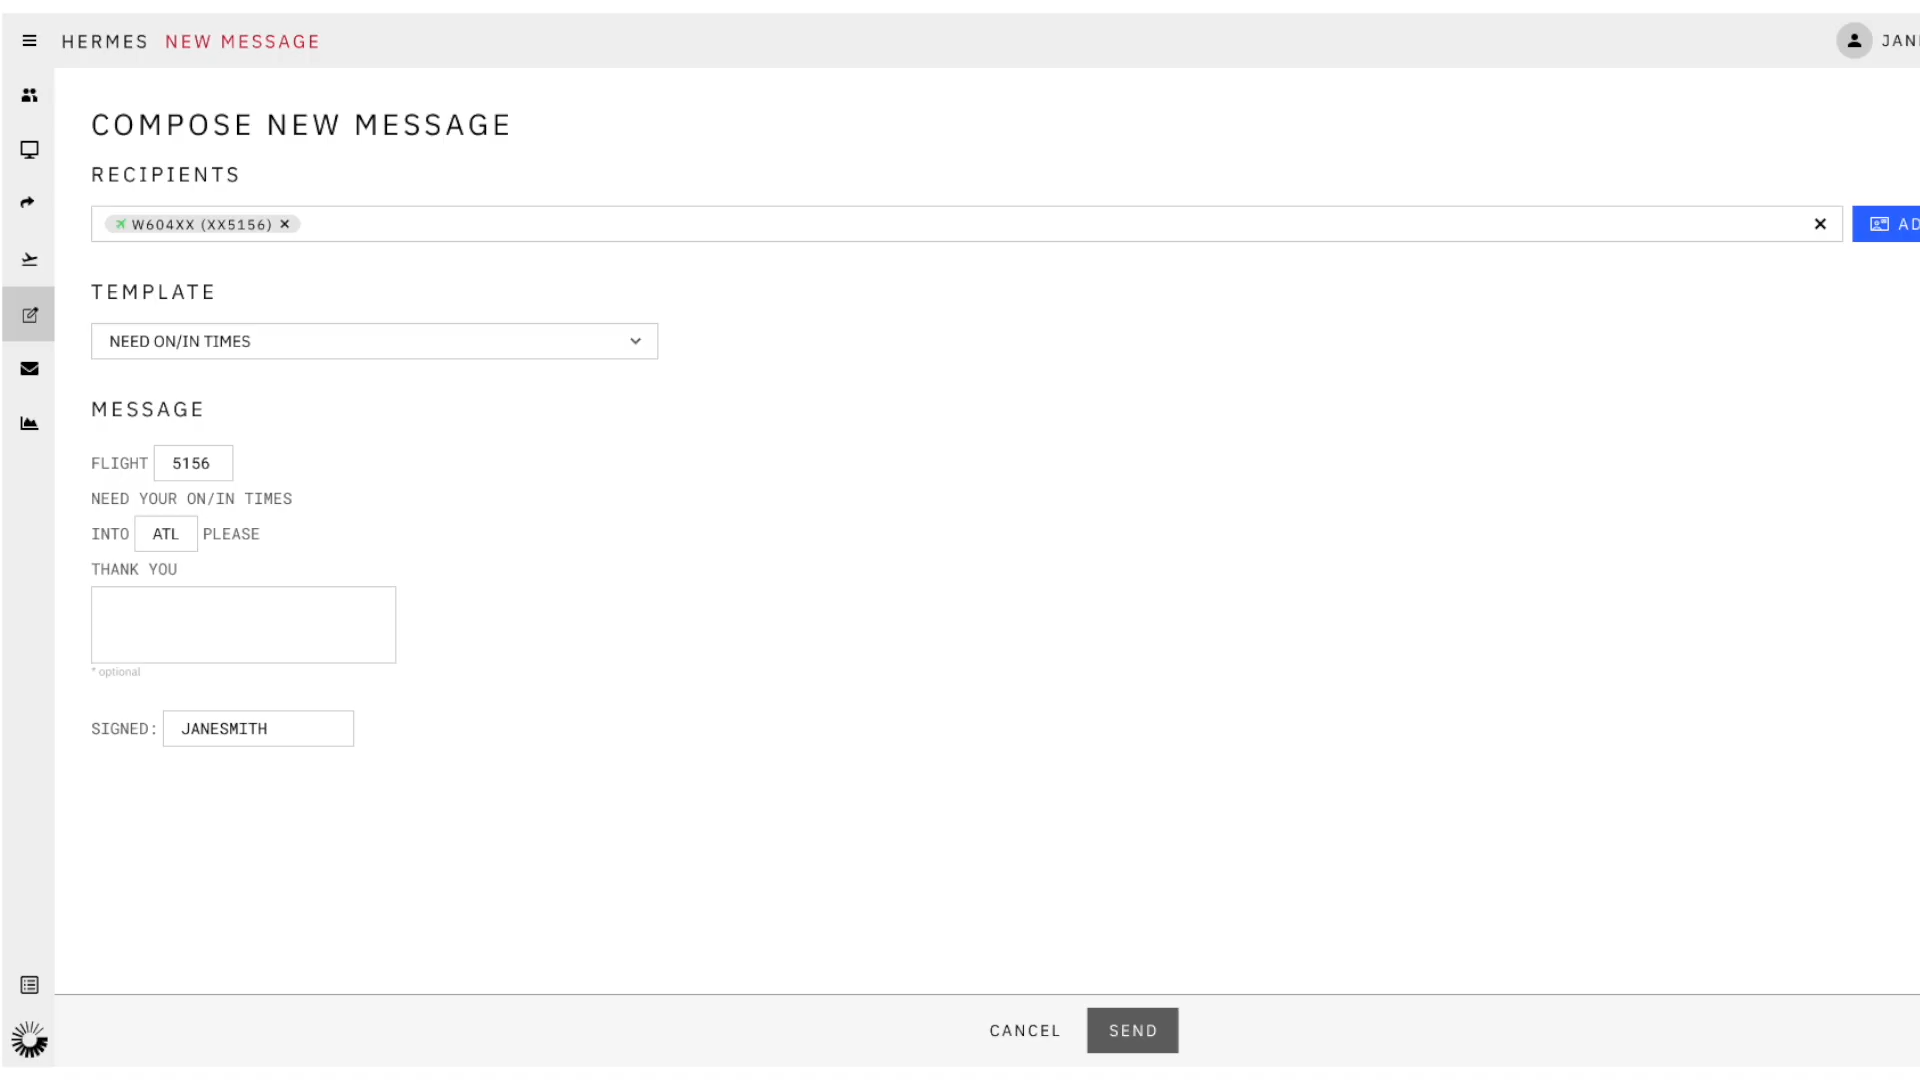 HERMES NEW MESSAGE
JAN
COMPOSE NEW MESSAGE
RECIPIENTS
W604XX (XX5156)
AD
TEMPLATE
NEED ON/IN TIMES
MESSAGE
FLIGHT 5156
NEED YOUR ON/IN TIMES
INTO ATL PLEASE
THANK YOU
* optional
SIGNED: JANESMITH
CANCEL SEND